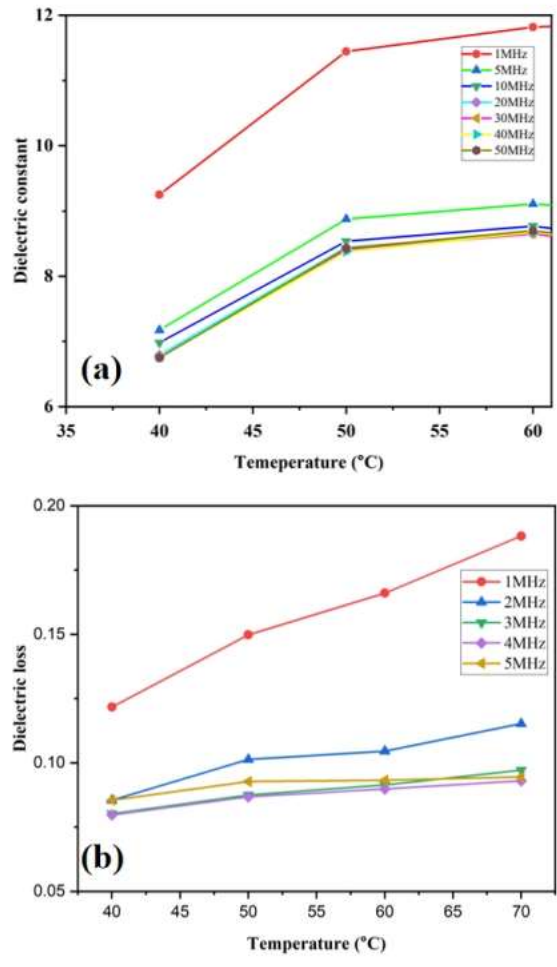 12
10
8
6
Dielectric constant
1MHz
5MHz
10MHz
20MHz
30MHz
40MHz
50MHz
(a)
35 40 45 50 55 60
Temeperature (°C)
0.20
0.15
0.10
0.05
Dielectric loss
1MHz
2MHz
3MHz
4MHz
5MHz
(b)
40 45 50 55 60 65 70
Temperature (°C)